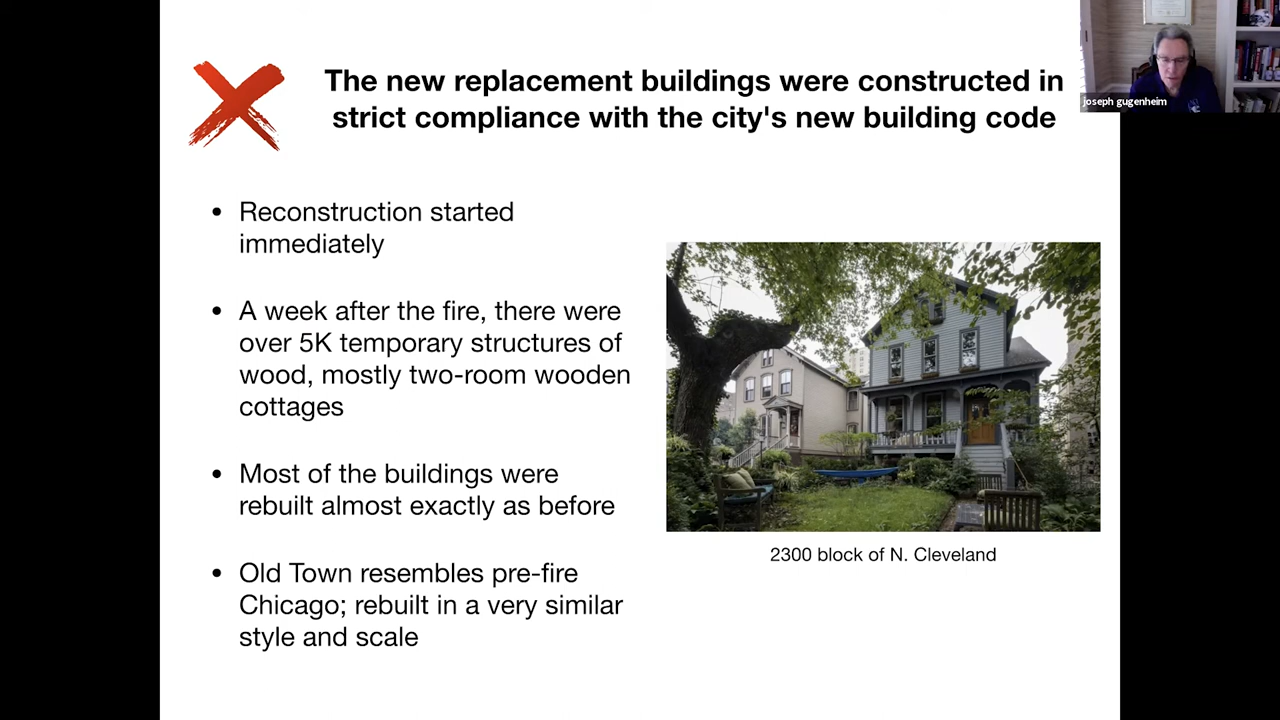 The new replacement buildings were constructed in
strict compliance with the city's new building code
joseph gugenheim
• Reconstruction started
immediately
• A week after the fire, there were
over 5K temporary structures of
wood, mostly two-room wooden
cottages
• Most of the buildings were
rebuilt almost exactly as before
• Old Town resembles pre-fire
Chicago; rebuilt in a very similar
style and scale
2300 block of N. Cleveland